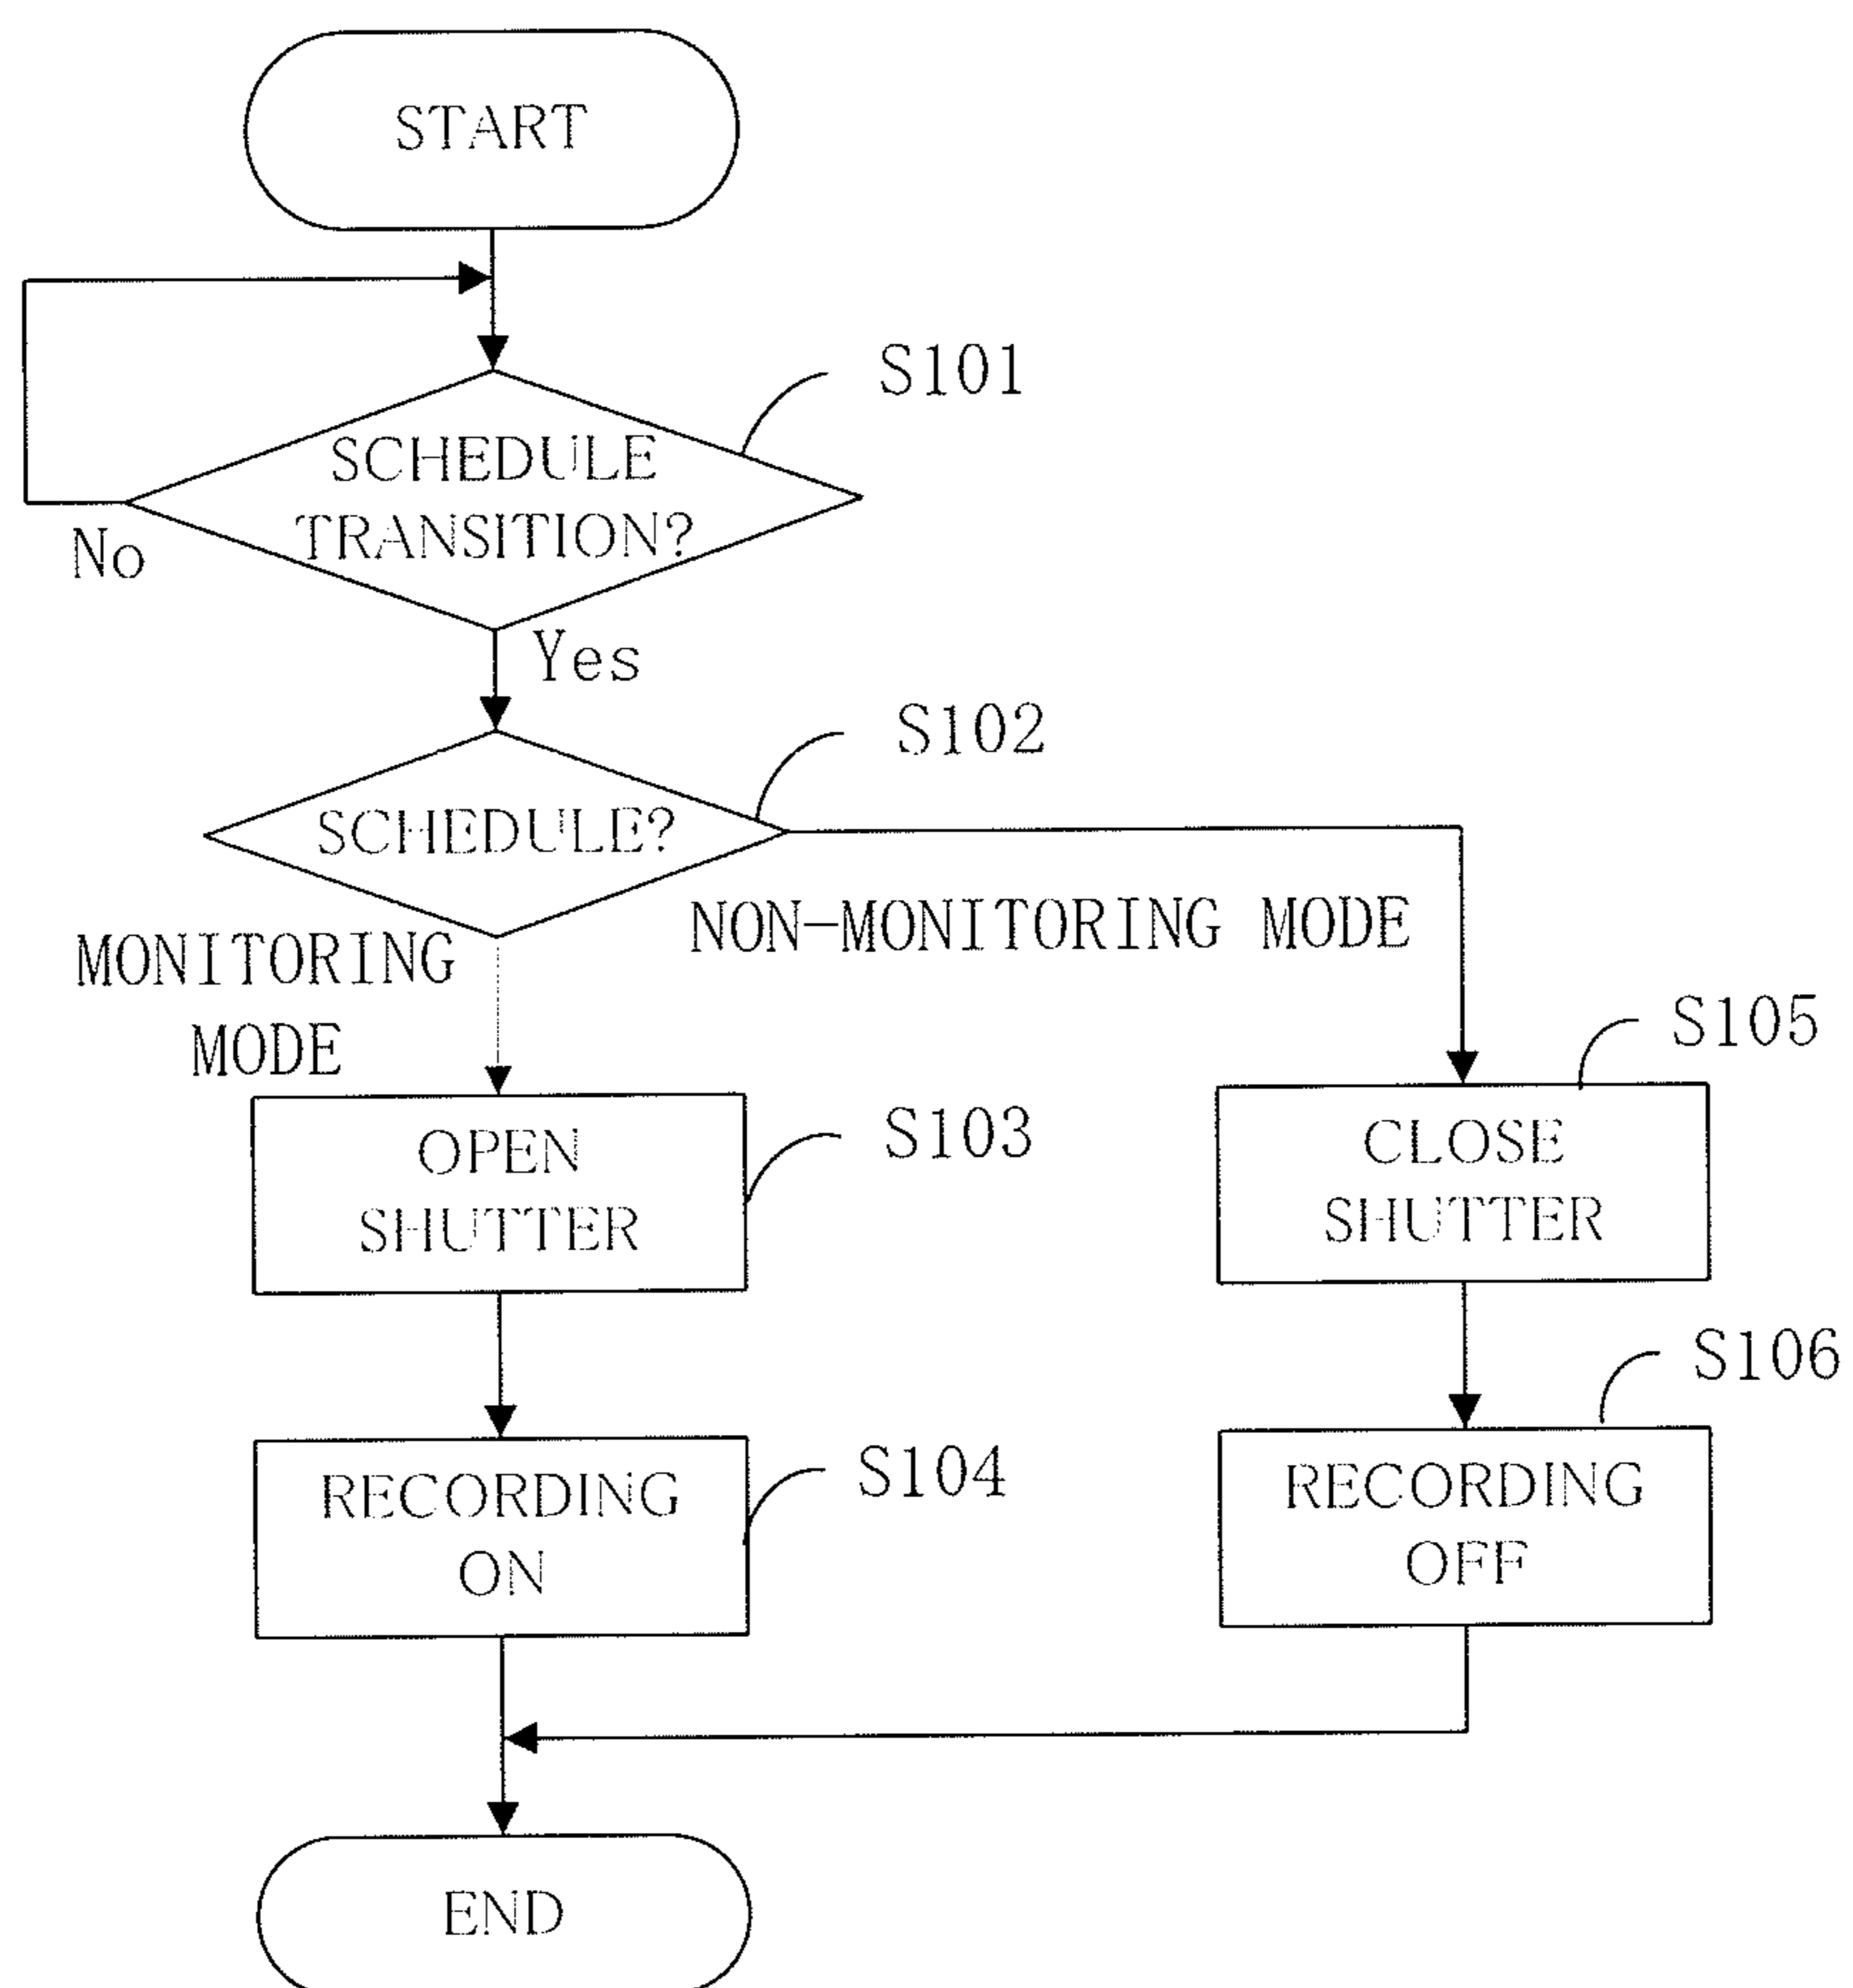 START
S101
SCHEDULE
TRANSITION?
No
Yes
S102
SCHEDULE?
NON-MONITORING MODE
MONITORING
MODE
S103
OPEN
SHUTTER
S105
CLOSE
SHUTTER
S104
RECORDING
ON
S106
RECORDING
OFF
END